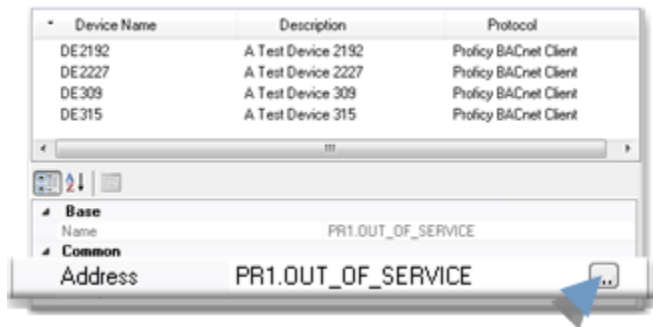 Device Name Description Protocol
DE2192 A Test Device 2192 Proficy BACnet Client
DE2227 A Test Device 2227 Proficy BACnet Client
DE309 A Test Device 309 Proficy BACnet Client
DE315 A Test Device 315 Proficy BACnet Client
Base
Name PR1.OUT_OF_SERVICE
Common
Address PR1.OUT_OF_SERVICE ...